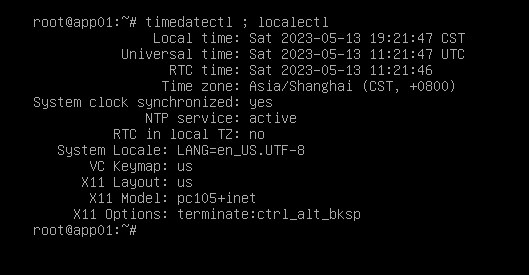 root@app01:~# timedatectl ; localectl
Local time: Sat 2023-05-13 19:21:47 CST
Universal time: Sat 2023-05-13 11:21:47 UTC
RTC time: Sat 2023-05-13 11:21:46
Time zone: Asia/Shanghai (CST, +0800)
System clock synchronized: yes
NTP service: active
RTC in local TZ: no
System Locale: LANG=en_US.UTF-8
VC Keymap: us
X11 Layout: us
X11 Model: pc105+inet
X11 Options: terminate:ctrl_alt_bksp
root@app01:~#